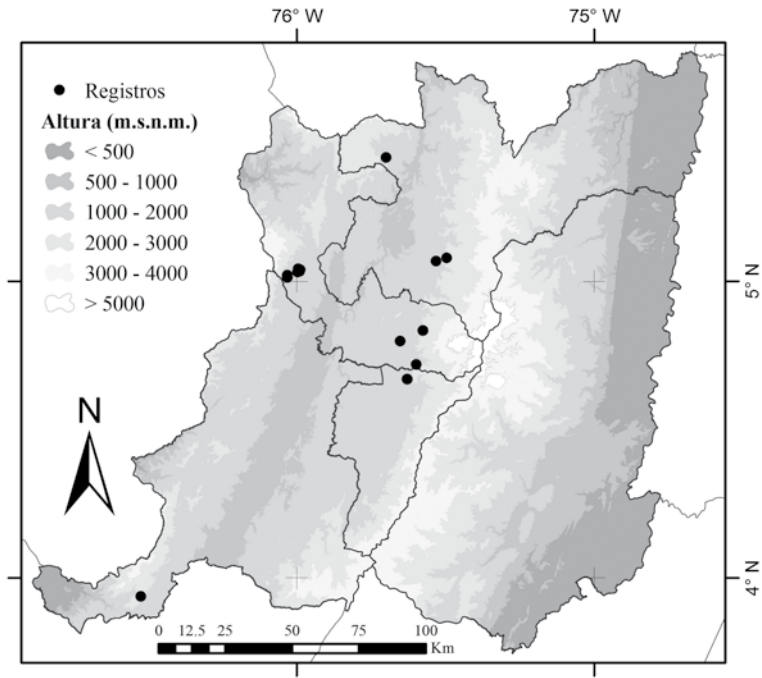 76° W
75° W
Registros
Altura (m.s.n.m.)
< 500
500 - 1000
1000 - 2000
2000 - 3000
3000 - 4000
> 5000
5° N
N
4° N
0 12.5 25 50 75 100
Km